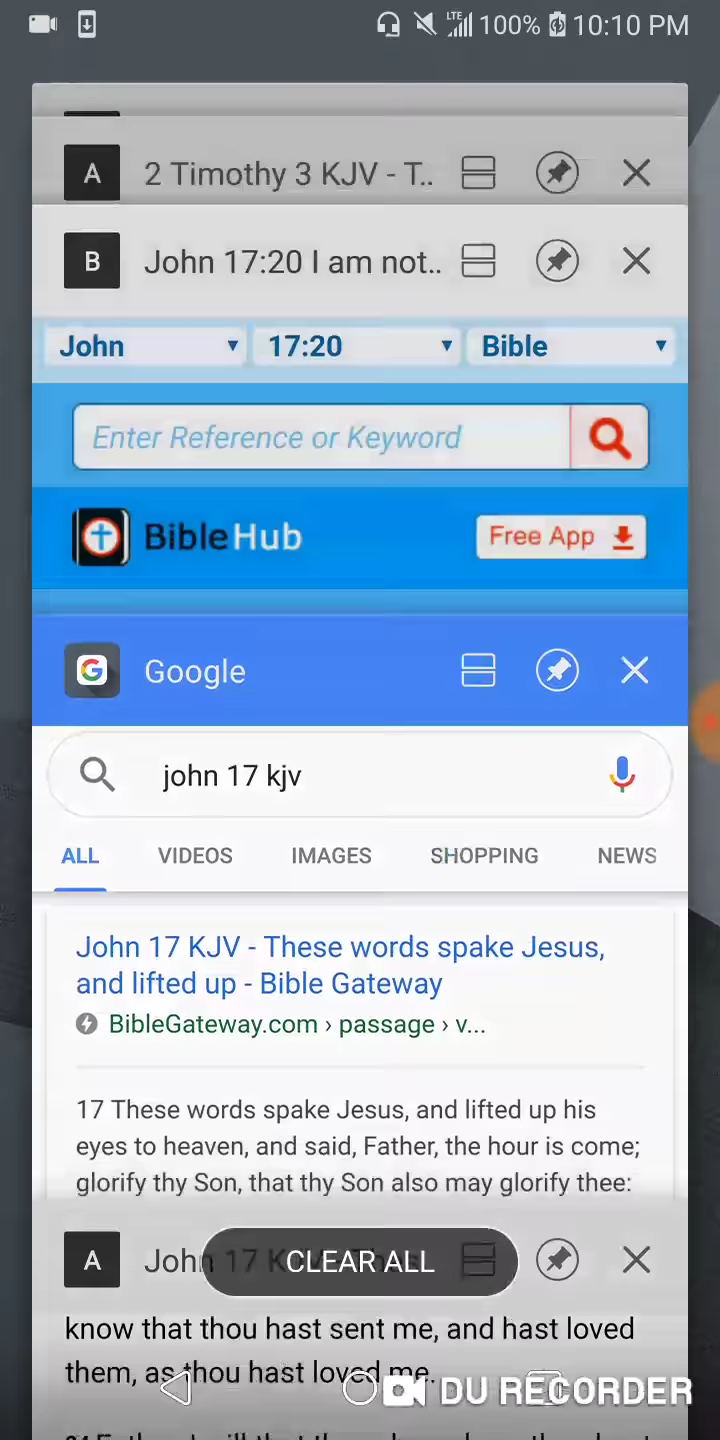 LTE 100% 10:10 PM
A 2 Timothy 3 KJV - T..
B John 17:20 I am not..
John 17:20 Bible
Enter Reference or Keyword
BibleHub Free App
G Google
john 17 kjv
ALL VIDEOS IMAGES SHOPPING NEWS
John 17 KJV - These words spake Jesus,
and lifted up - Bible Gateway
BibleGateway.com › passage › v...
17 These words spake Jesus, and lifted up his
eyes to heaven, and said, Father, the hour is come;
glorify thy Son, that thy Son also may glorify thee:
A John 17 CLEAR ALL
know that thou hast sent me, and hast loved
them, as thou hast loved me.
DU RECORDER